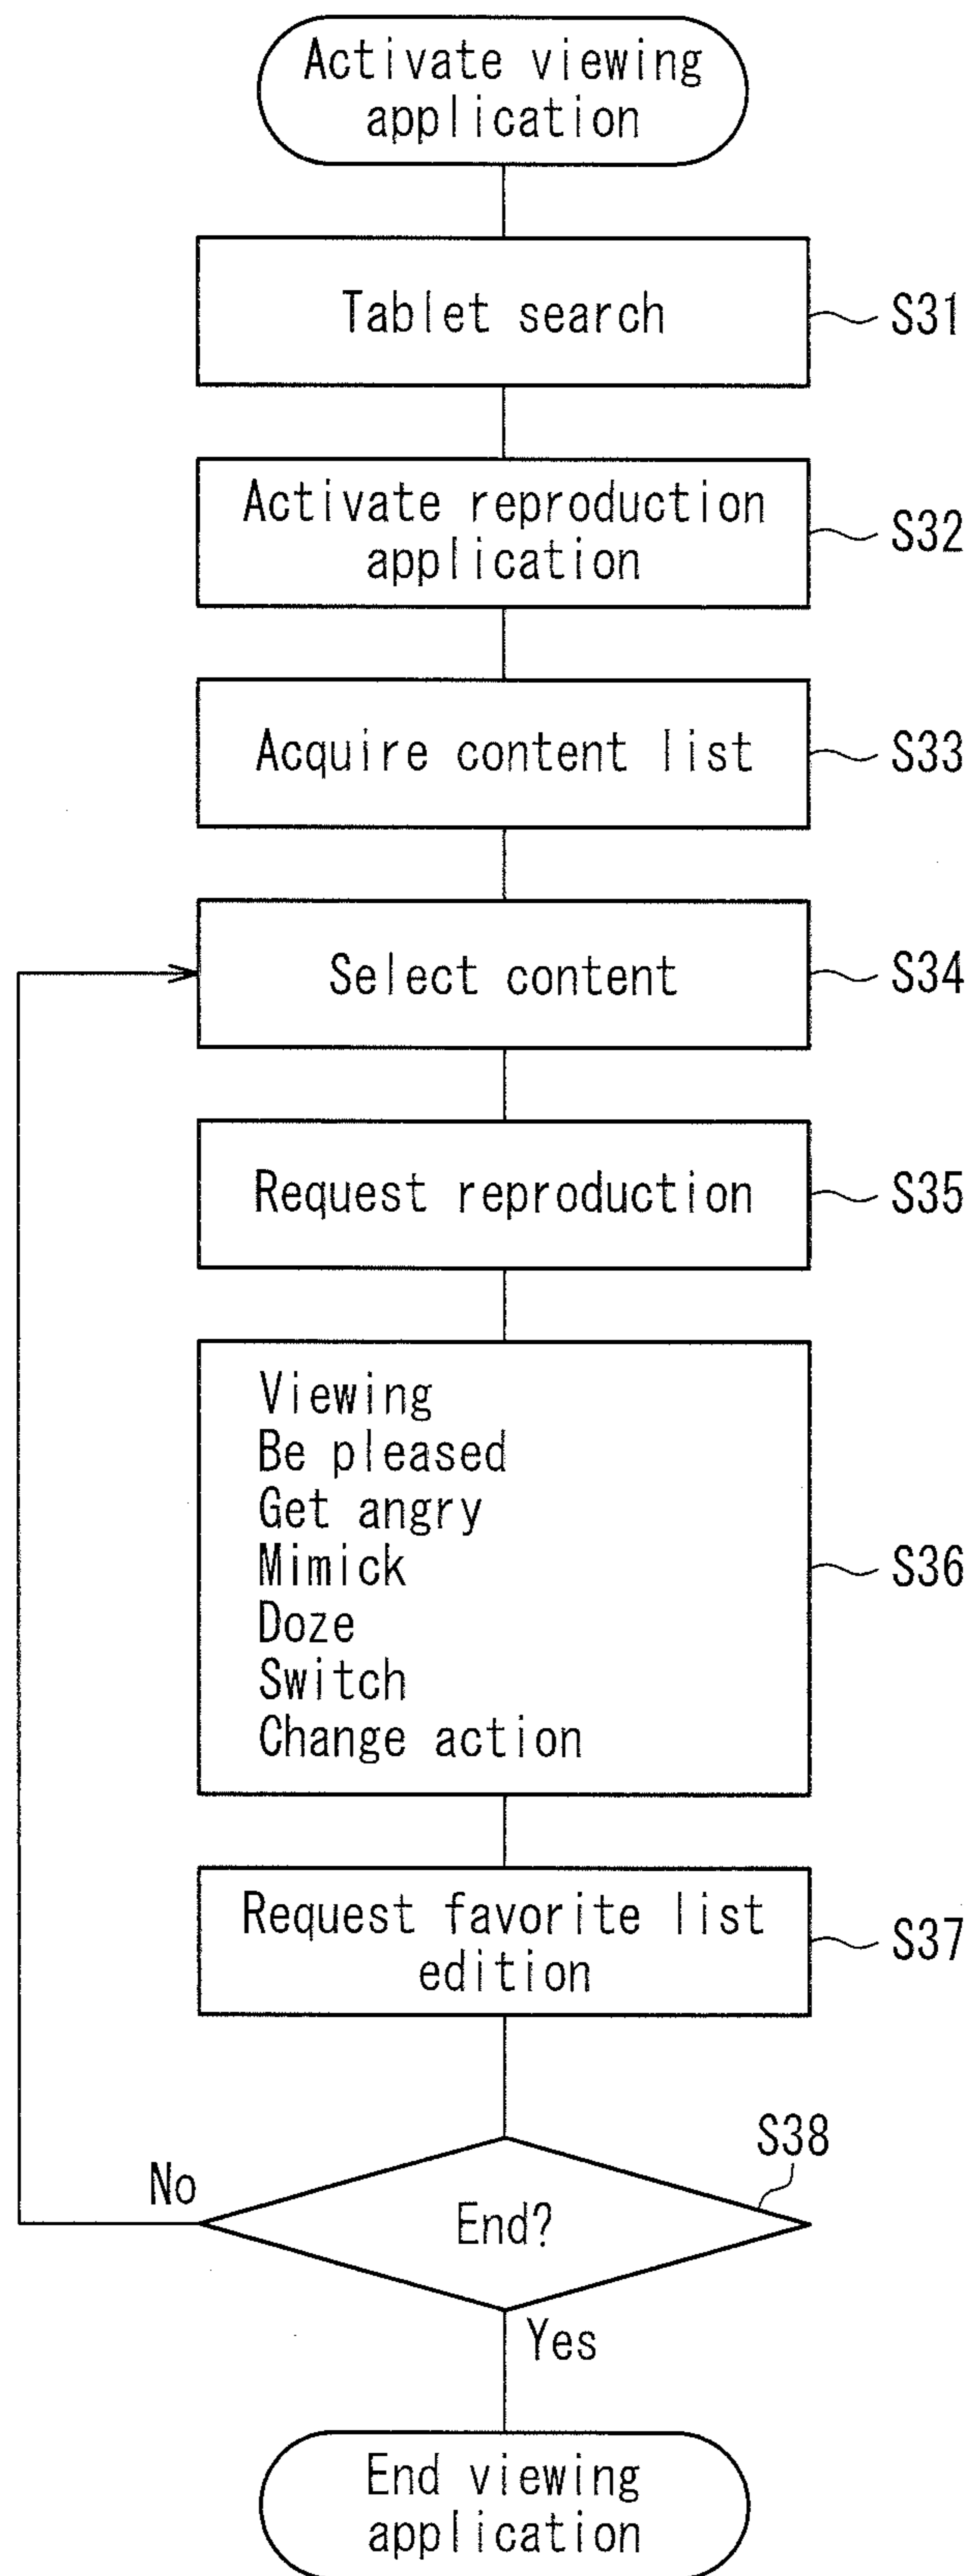 Activate viewing
application
Tablet search
S31
Activate reproduction
application
S32
Acquire content list
S33
Select content
S34
Request reproduction
S35
Viewing
Be pleased
Get angry
Mimick
Doze
Switch
Change action
S36
Request favorite list
edition
S37
S38
No
End?
Yes
End viewing
application